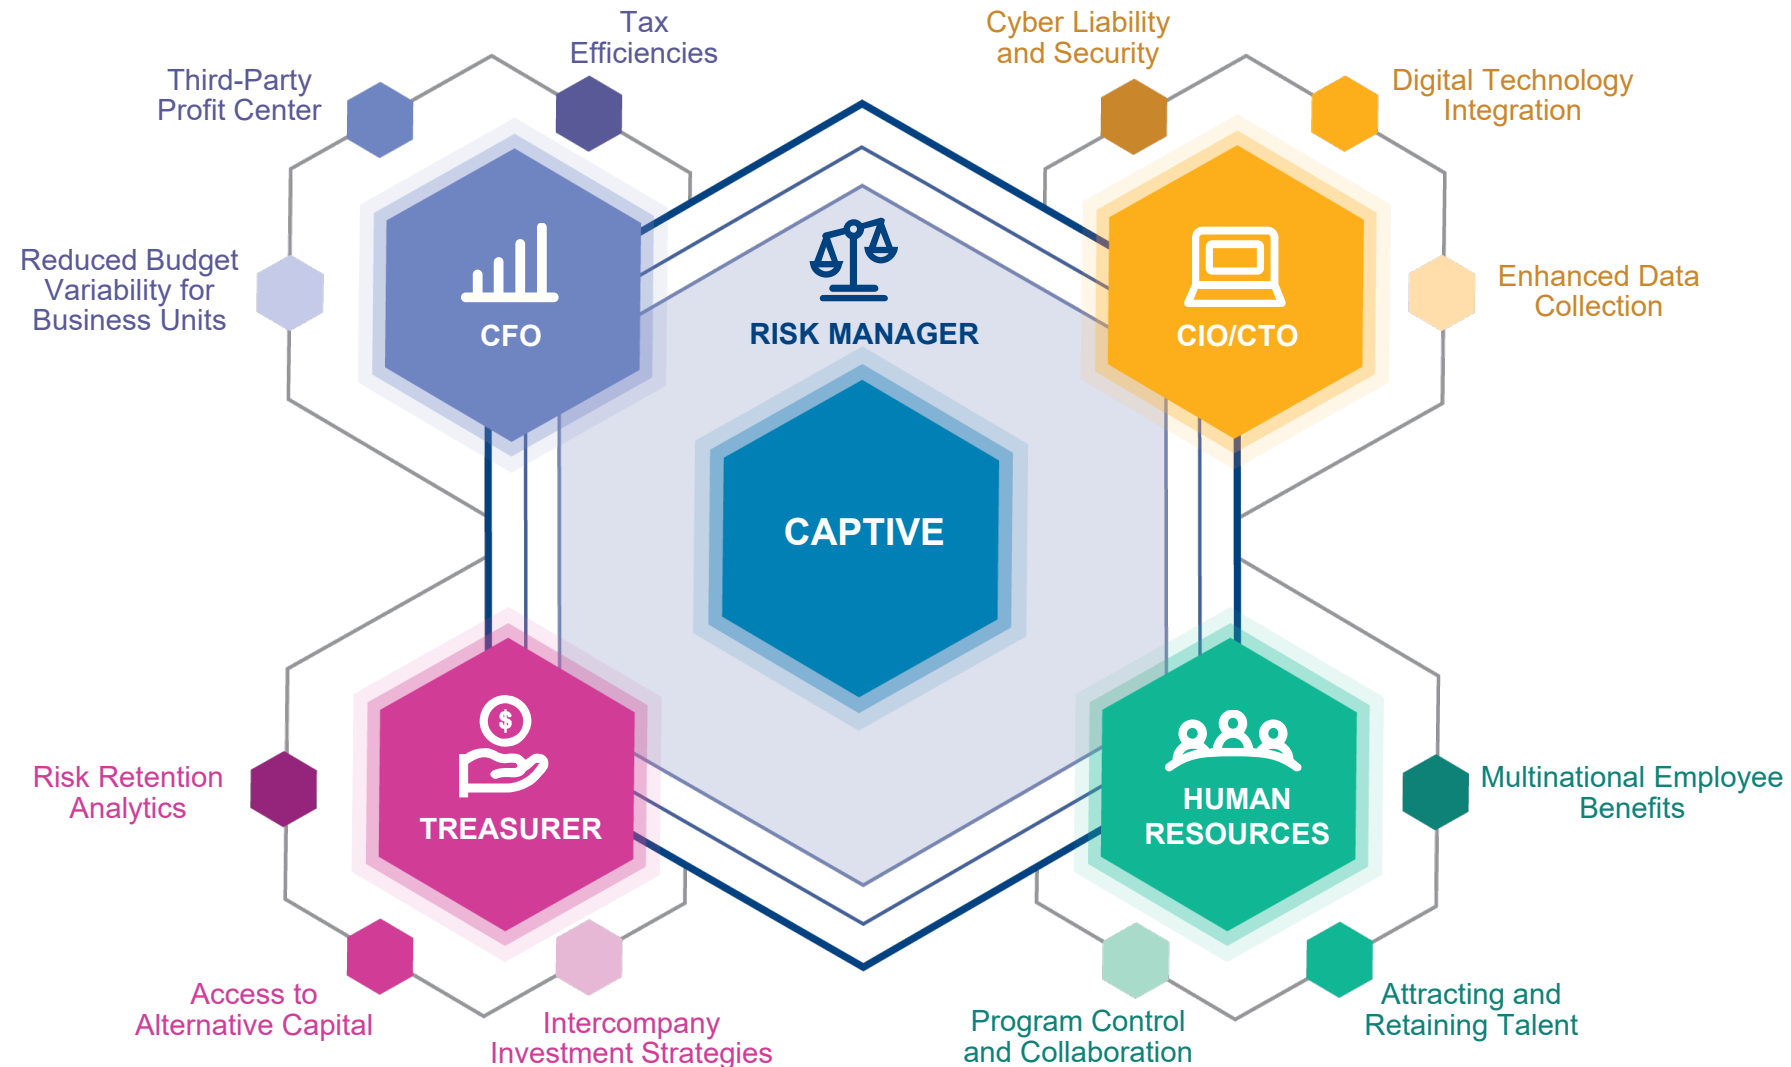 Tax
Efficiencies
Third-Party
Profit Center
Reduced Budget
Variability for
Business Units
CFO
Cyber Liability
and Security
Digital Technology
Integration
Enhanced Data
Collection
CIO/CTO
RISK MANAGER
CAPTIVE
$
TREASURER
Risk Retention
Analytics
Access to
Alternative Capital
Intercompany
Investment Strategies
HUMAN
RESOURCES
Multinational Employee
Benefits
Attracting and
Retaining Talent
Program Control
and Collaboration